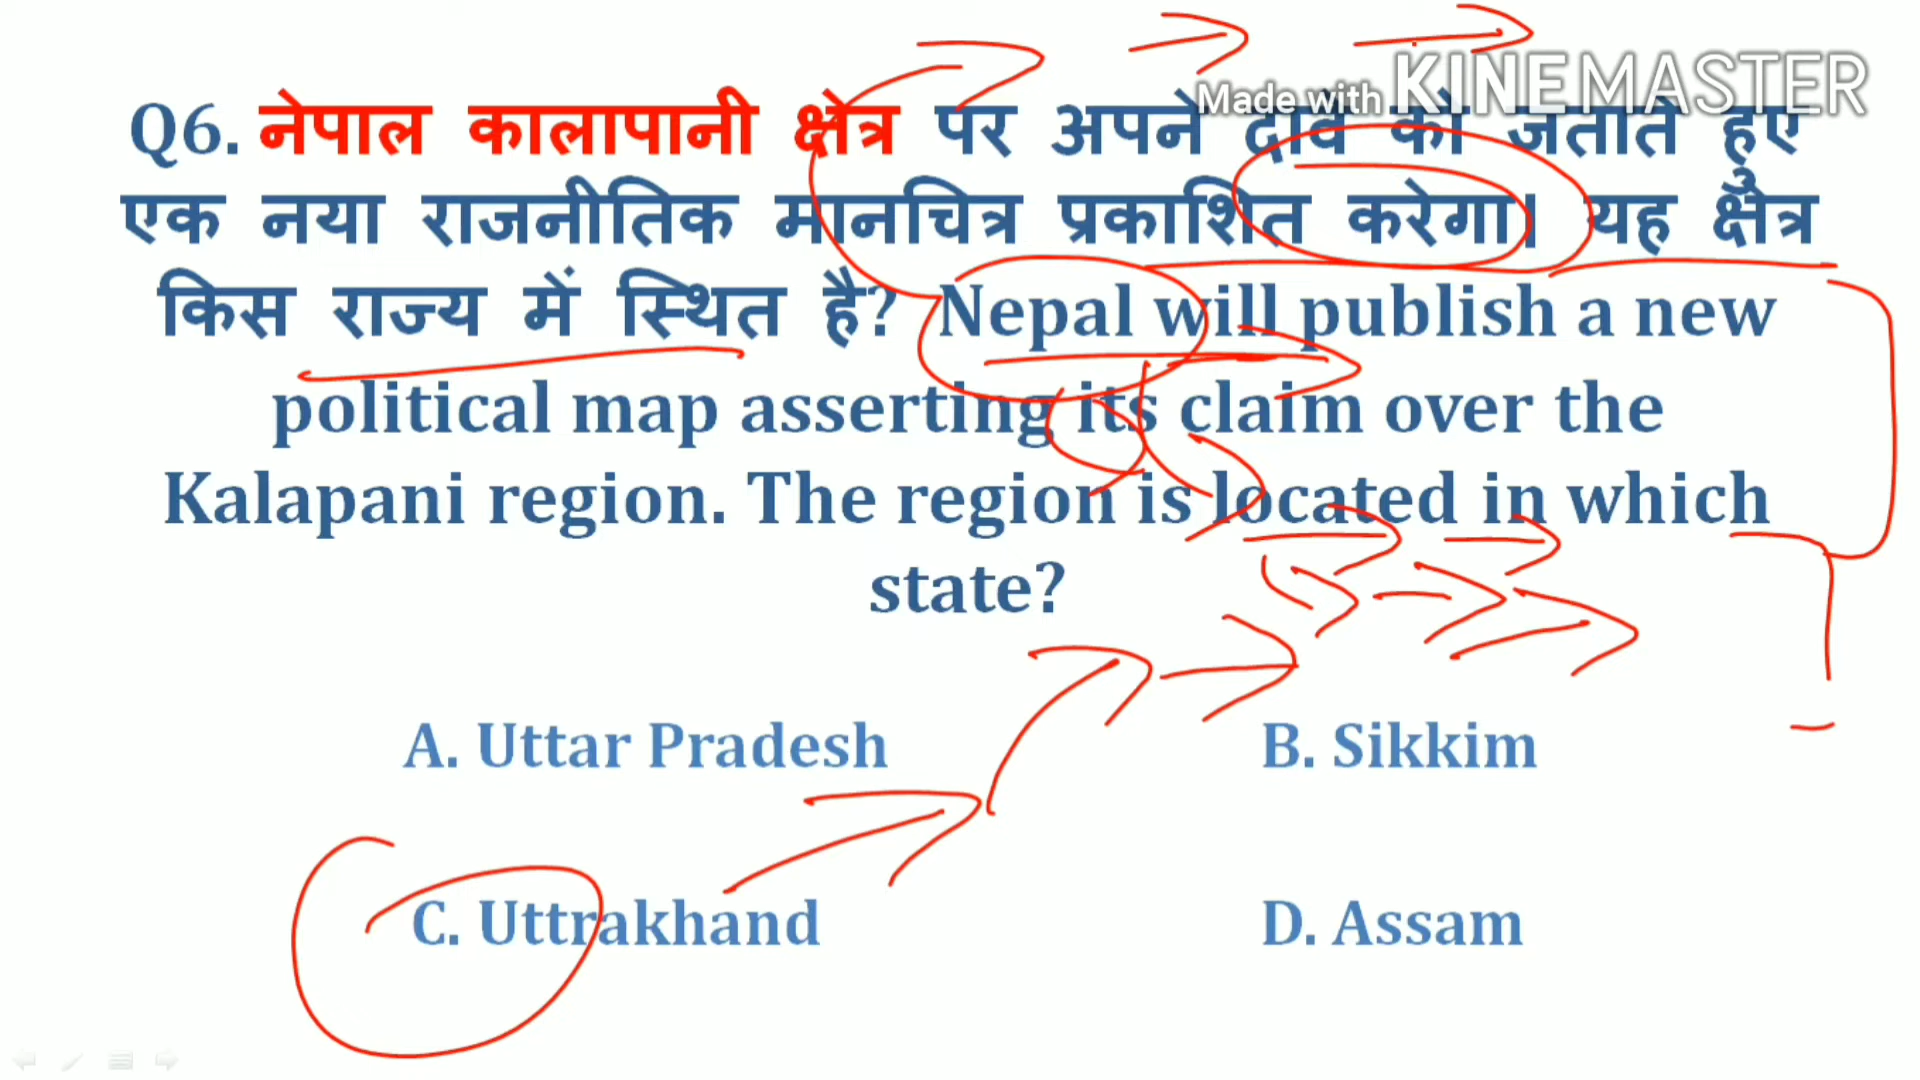 Made with KINEMASTER
Q6. नेपाल कालापानी क्षेत्र पर अपने दावे को जताते हुए
एक नया राजनीतिक मानचित्र प्रकाशित करेगा। यह क्षेत्र
किस राज्य में स्थित है? Nepal will publish a new
political map asserting its claim over the
Kalapani region. The region is located in which
state?
A. Uttar Pradesh
B. Sikkim
C. Uttrakhand
D. Assam